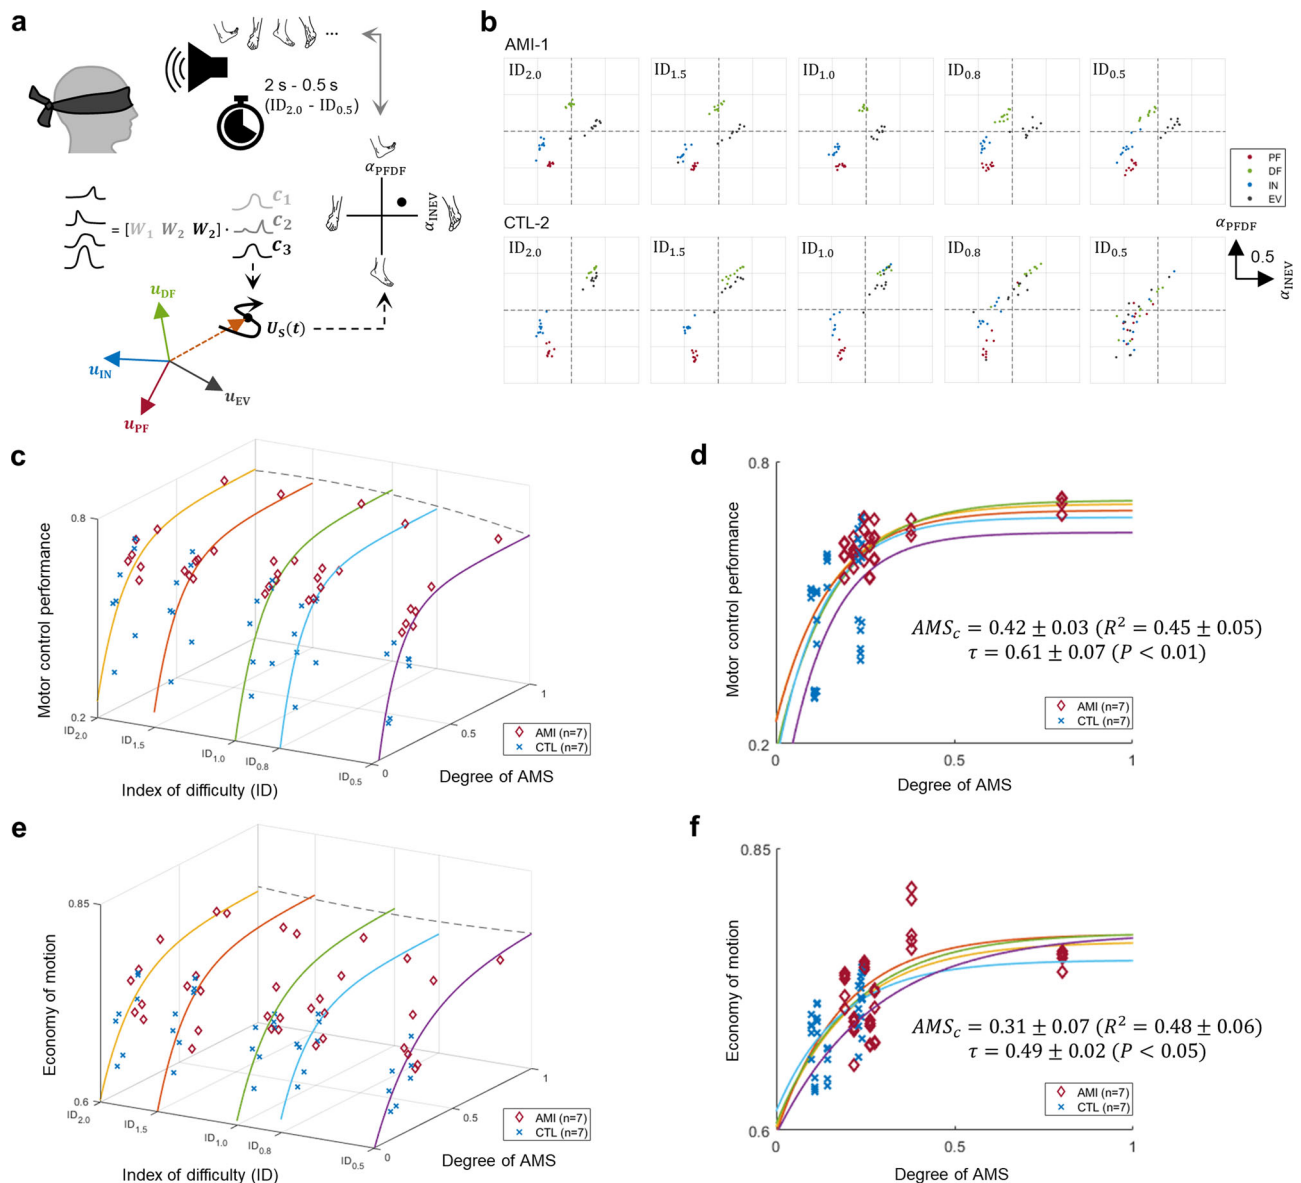 a
...
2 s - 0.5 s
(ID2.0 - ID0.5)
αPFDF
αINEV
= [W1 W2 W2] ·
c1
c2
c3
uDF
uIN
uPF
uEV
Us(t)
b
AMI-1
ID2.0
ID1.5
ID1.0
ID0.8
ID0.5
PF
DF
IN
EV
CTL-2
ID2.0
ID1.5
ID1.0
ID0.8
ID0.5
αPFDF
0.5
αINEV
c
Motor control performance
0.8
0.2
ID2.0
ID1.5
ID1.0
ID0.8
ID0.5
0
0.5
1
Index of difficulty (ID)
Degree of AMS
AMI (n=7)
CTL (n=7)
d
Motor control performance
0.8
0.2
0
0.5
1
Degree of AMS
AMSc = 0.42 ± 0.03 (R² = 0.45 ± 0.05)
τ = 0.61 ± 0.07 (P < 0.01)
AMI (n=7)
CTL (n=7)
e
Economy of motion
0.85
0.6
ID2.0
ID1.5
ID1.0
ID0.8
ID0.5
0
0.5
1
Index of difficulty (ID)
Degree of AMS
AMI (n=7)
CTL (n=7)
f
Economy of motion
0.85
0.6
0
0.5
1
Degree of AMS
AMSc = 0.31 ± 0.07 (R² = 0.48 ± 0.06)
τ = 0.49 ± 0.02 (P < 0.05)
AMI (n=7)
CTL (n=7)